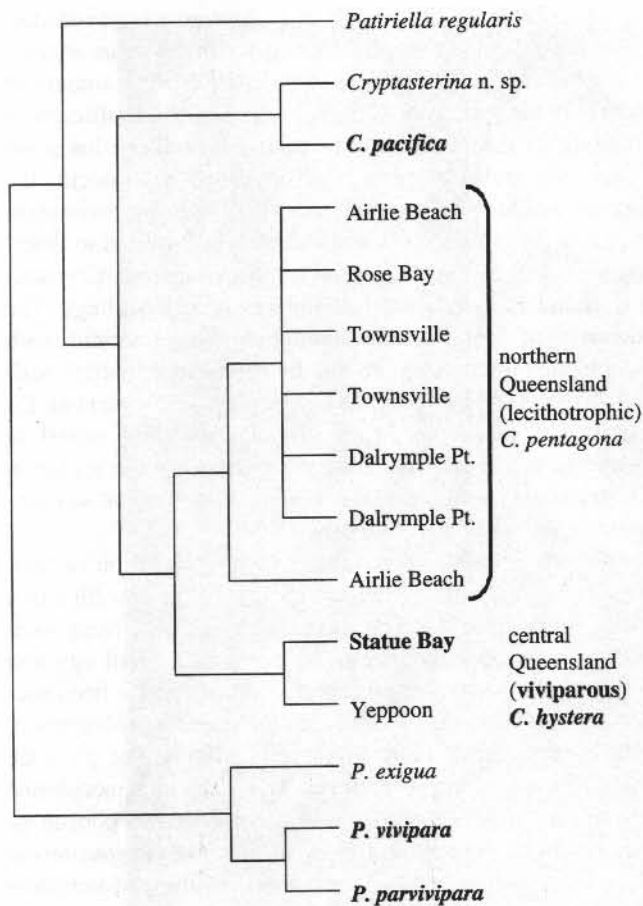 Patiriella regularis
Cryptasterina n. sp.
C. pacifica
Airlie Beach
Rose Bay
Townsville
Townsville
Dalrymple Pt.
Dalrymple Pt.
Airlie Beach
northern
Queensland
(lecithotrophic)
C. pentagona
Statue Bay
Yeppoon
central
Queensland
(viviparous)
C. hystera
P. exigua
P. vivipara
P. parvivipara